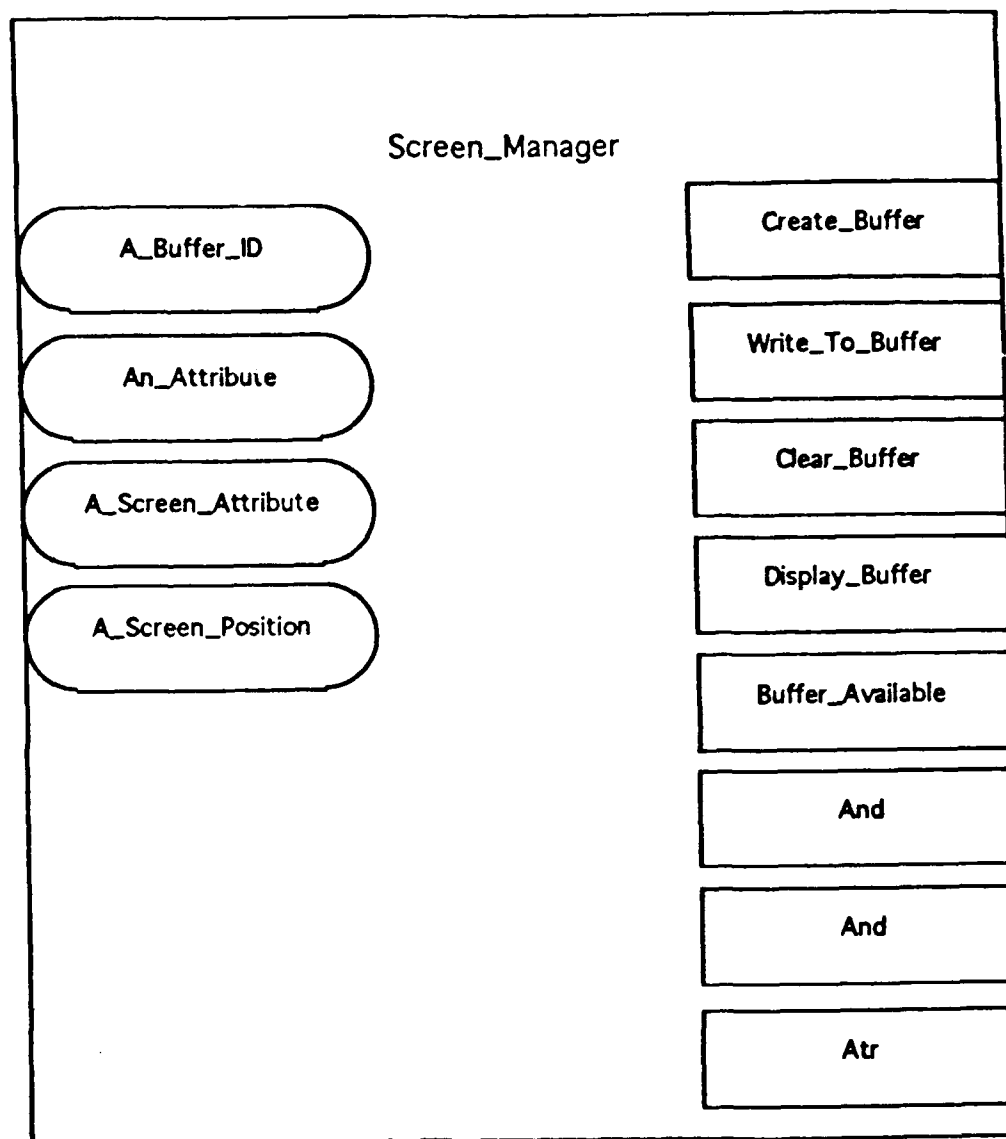 Screen_Manager
A_Buffer_ID
An_Attribute
A_Screen_Attribute
A_Screen_Position
Create_Buffer
Write_To_Buffer
Clear_Buffer
Display_Buffer
Buffer_Available
And
And
Atr